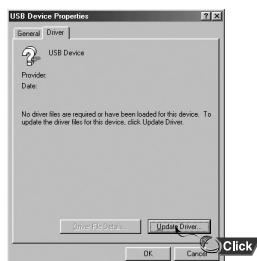 USB Device Properties
General Driver
USB Device
Provider:
Date:
No driver files are required or have been loaded for this device. To
update the driver files for this device, click Update Driver.
Driver File Details... Update Driver...
OK Cancel
Click